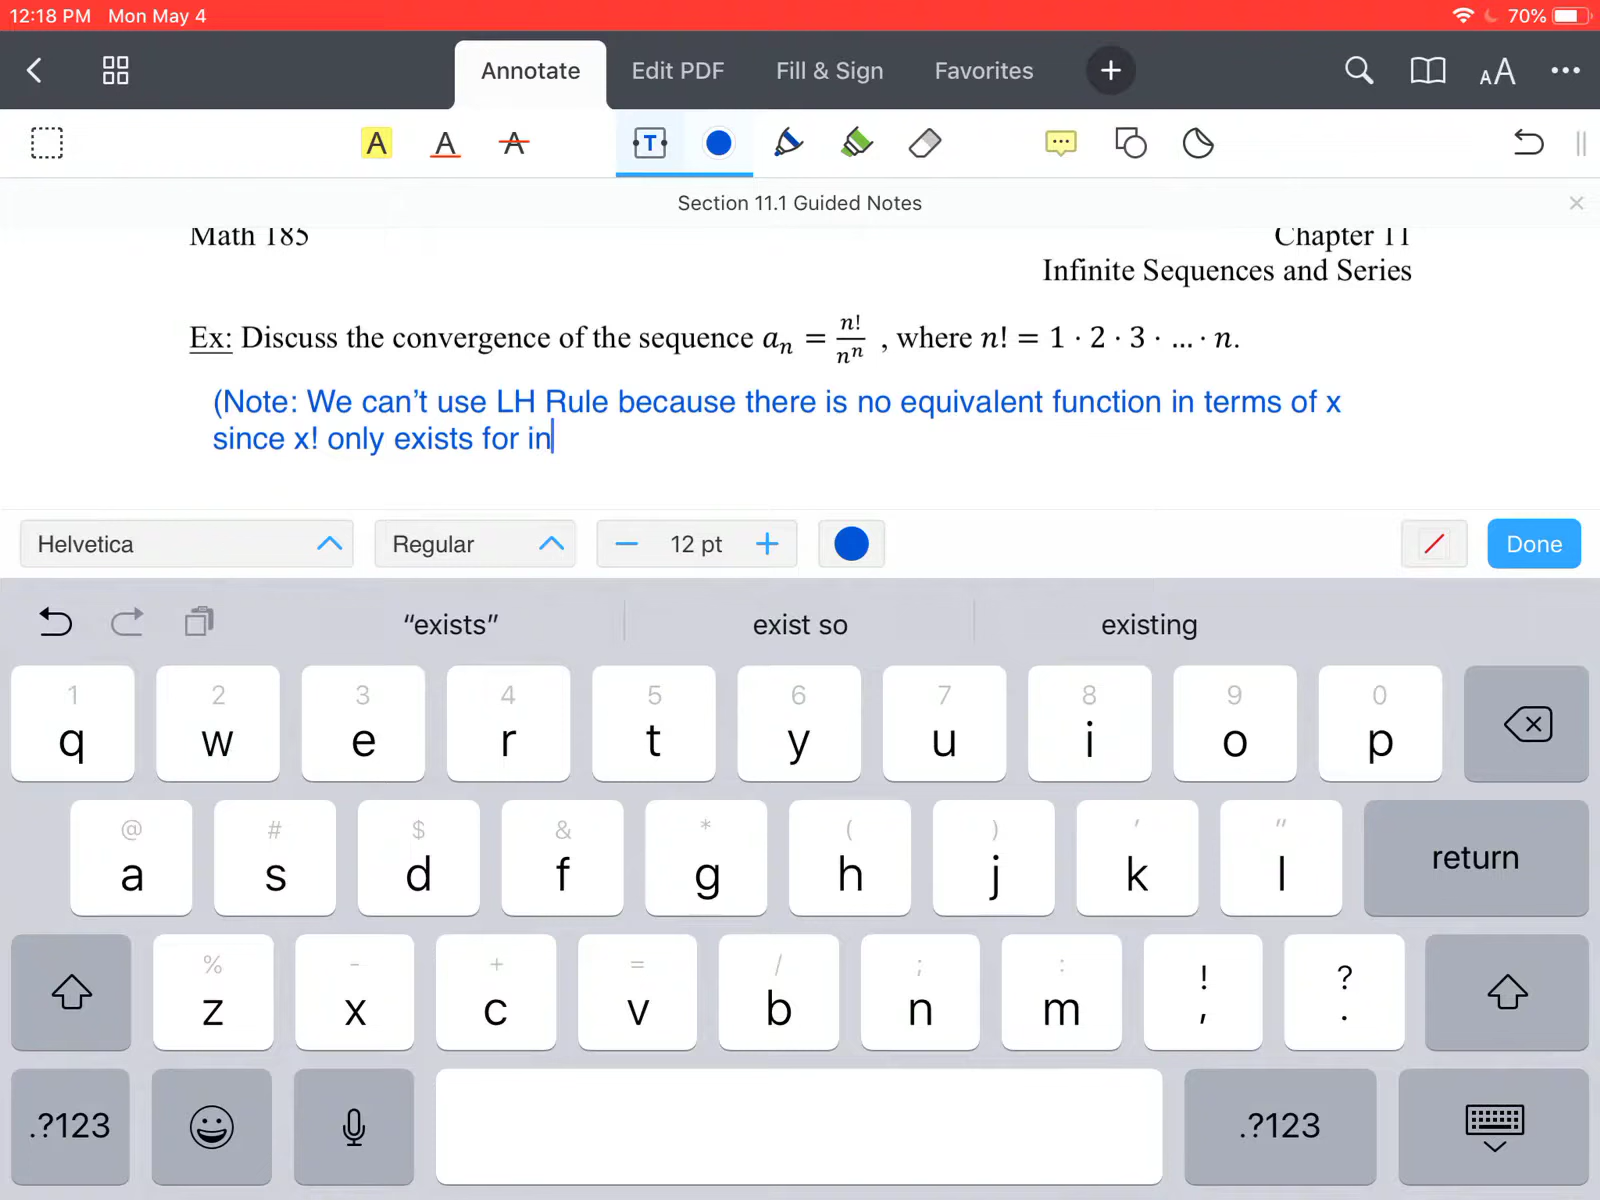 12:18 PM Mon May 4 70%
Annotate Edit PDF Fill & Sign Favorites +
AA
A A A T
Section 11.1 Guided Notes
Math 185 Chapter 11
Infinite Sequences and Series
Ex: Discuss the convergence of the sequence aₙ = n!/nⁿ , where n! = 1 · 2 · 3 · … · n.
(Note: We can’t use LH Rule because there is no equivalent function in terms of x
since x! only exists for in
Helvetica Regular − 12 pt + Done
“exists” exist so existing
1 2 3 4 5 6 7 8 9 0
q w e r t y u i o p
@ # $ & * ( ) ' "
a s d f g h j k l return
% - + = / ; : ! ?
z x c v b n m , .
.?123 .?123